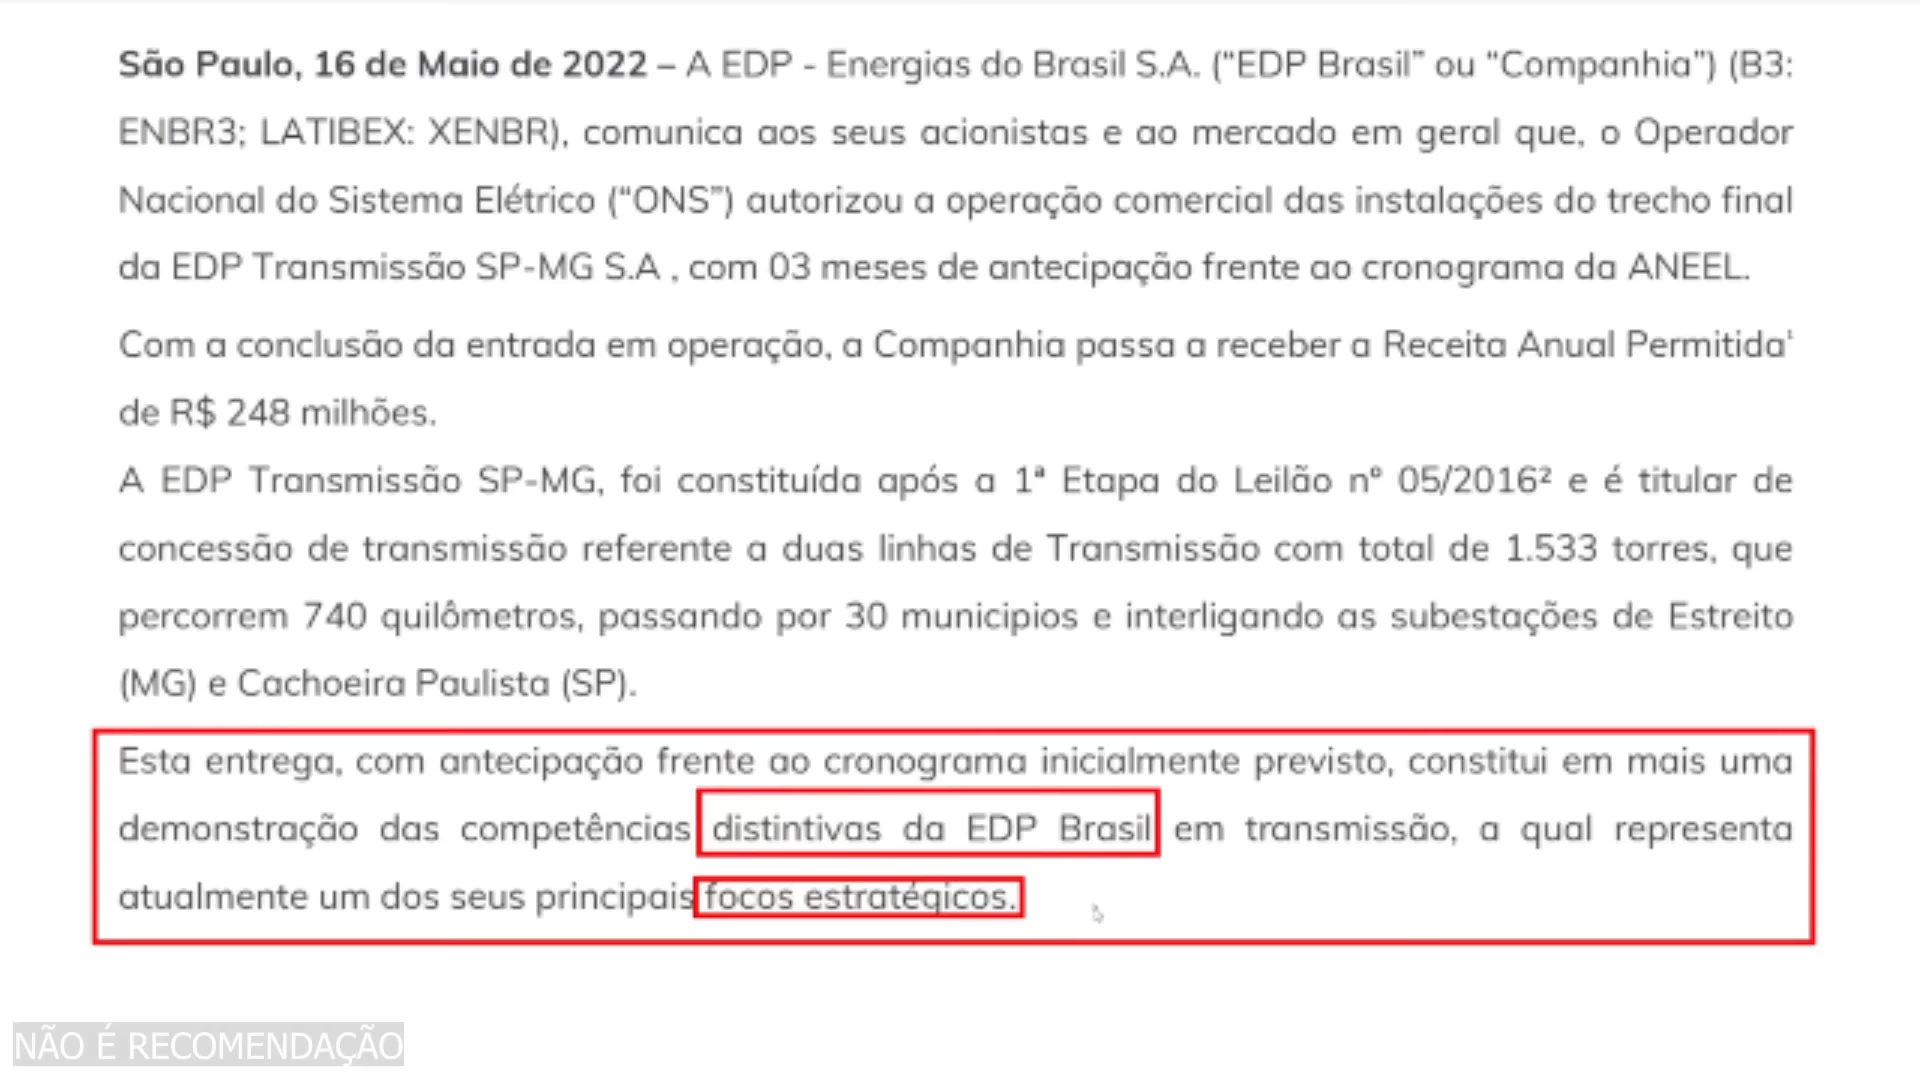 São Paulo, 16 de Maio de 2022 – A EDP - Energias do Brasil S.A. (“EDP Brasil” ou “Companhia”) (B3:
ENBR3; LATIBEX: XENBR), comunica aos seus acionistas e ao mercado em geral que, o Operador
Nacional do Sistema Elétrico (“ONS”) autorizou a operação comercial das instalações do trecho final
da EDP Transmissão SP-MG S.A , com 03 meses de antecipação frente ao cronograma da ANEEL.
Com a conclusão da entrada em operação, a Companhia passa a receber a Receita Anual Permitida¹
de R$ 248 milhões.
A EDP Transmissão SP-MG, foi constituída após a 1ª Etapa do Leilão nº 05/2016² e é titular de
concessão de transmissão referente a duas linhas de Transmissão com total de 1.533 torres, que
percorrem 740 quilômetros, passando por 30 municipios e interligando as subestações de Estreito
(MG) e Cachoeira Paulista (SP).
Esta entrega, com antecipação frente ao cronograma inicialmente previsto, constitui em mais uma
demonstração das competências distintivas da EDP Brasil em transmissão, a qual representa
atualmente um dos seus principais focos estratégicos.
NÃO É RECOMENDAÇÃO